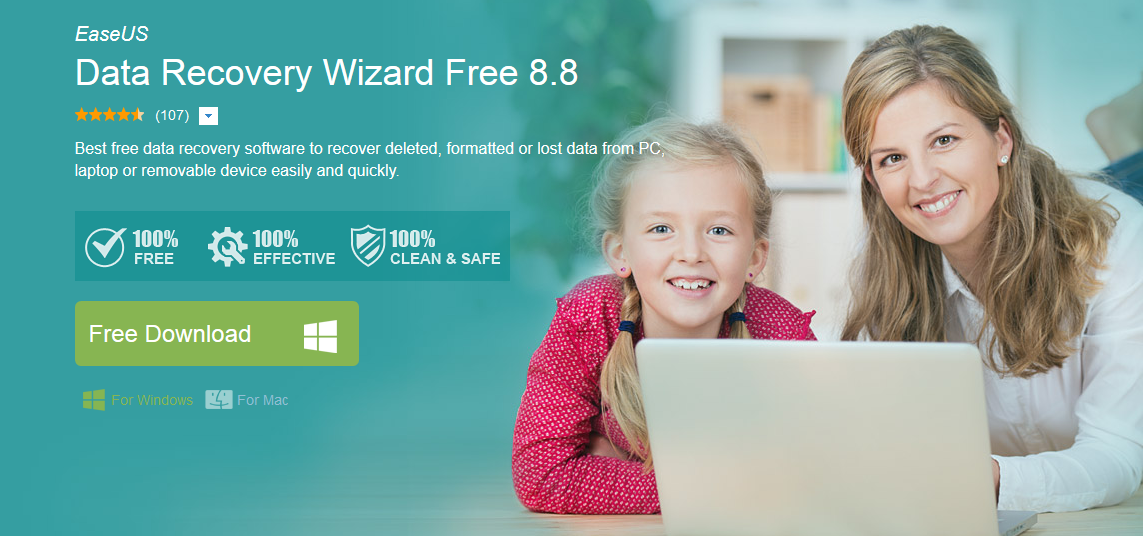 EaseUS
Data Recovery Wizard Free 8.8
(107)
Best free data recovery software to recover deleted, formatted or lost data from PC,
laptop or removable device easily and quickly.
100% FREE
100% EFFECTIVE
100% CLEAN & SAFE
Free Download
For Windows
For Mac